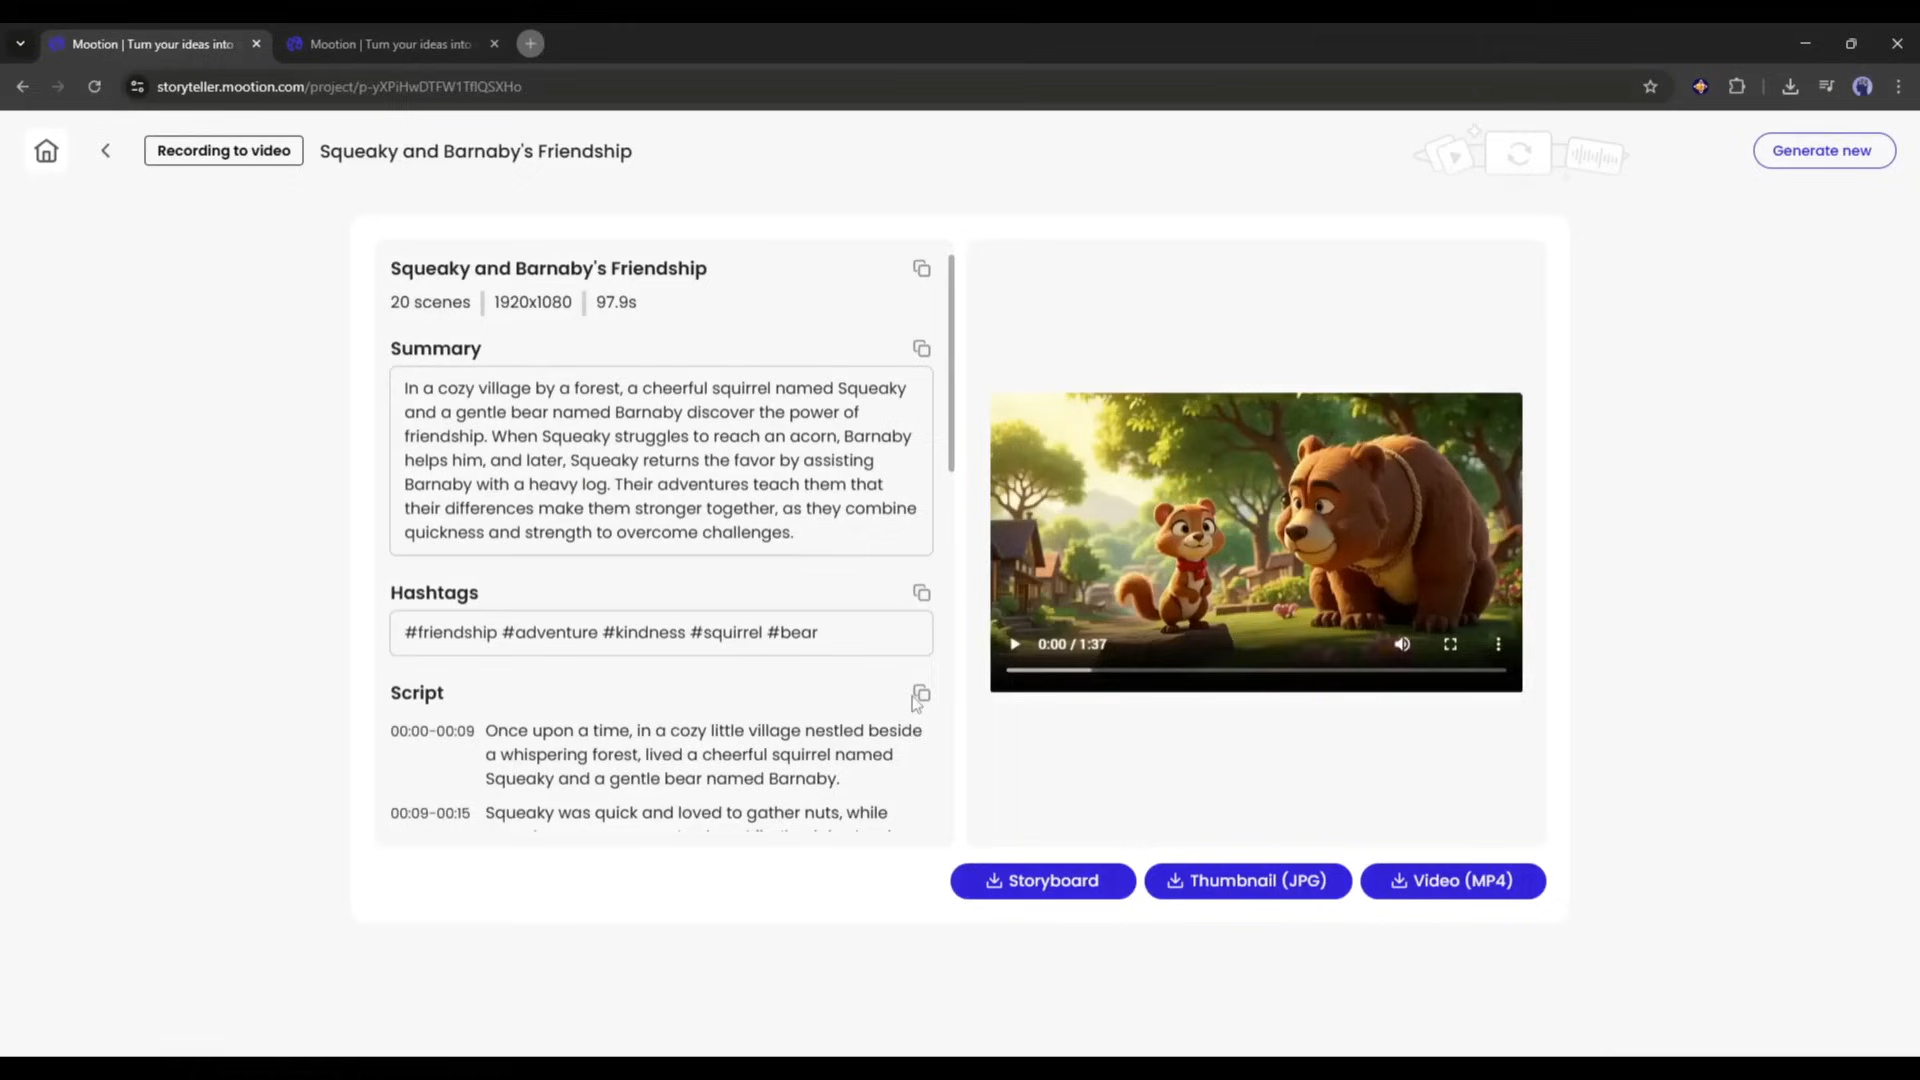 Mootion | Turn your ideas into
Mootion | Turn your ideas into
storyteller.mootion.com/project/p-yXPiHwDTFW1TflQSXHo
Recording to video
Squeaky and Barnaby's Friendship
Generate new
Squeaky and Barnaby's Friendship
20 scenes | 1920x1080 | 97.9s
Summary
In a cozy village by a forest, a cheerful squirrel named Squeaky
and a gentle bear named Barnaby discover the power of
friendship. When Squeaky struggles to reach an acorn, Barnaby
helps him, and later, Squeaky returns the favor by assisting
Barnaby with a heavy log. Their adventures teach them that
their differences make them stronger together, as they combine
quickness and strength to overcome challenges.
Hashtags
#friendship #adventure #kindness #squirrel #bear
Script
00:00-00:09 Once upon a time, in a cozy little village nestled beside
a whispering forest, lived a cheerful squirrel named
Squeaky and a gentle bear named Barnaby.
00:09-00:15 Squeaky was quick and loved to gather nuts, while
0:00 / 1:37
Storyboard
Thumbnail (JPG)
Video (MP4)